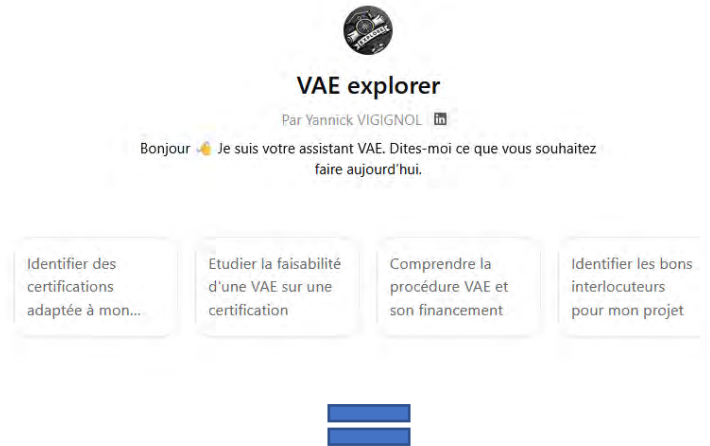 EXPLORE
VAE explorer
Par Yannick VIGIGNOL in
Bonjour 👋 Je suis votre assistant VAE. Dites-moi ce que vous souhaitez
faire aujourd'hui.
Identifier des
certifications
adaptée à mon...
Etudier la faisabilité
d'une VAE sur une
certification
Comprendre la
procédure VAE et
son financement
Identifier les bons
interlocuteurs
pour mon projet